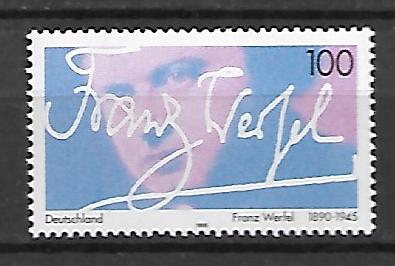 100
Franz Werfel
Deutschland Franz Werfel 1890-1945